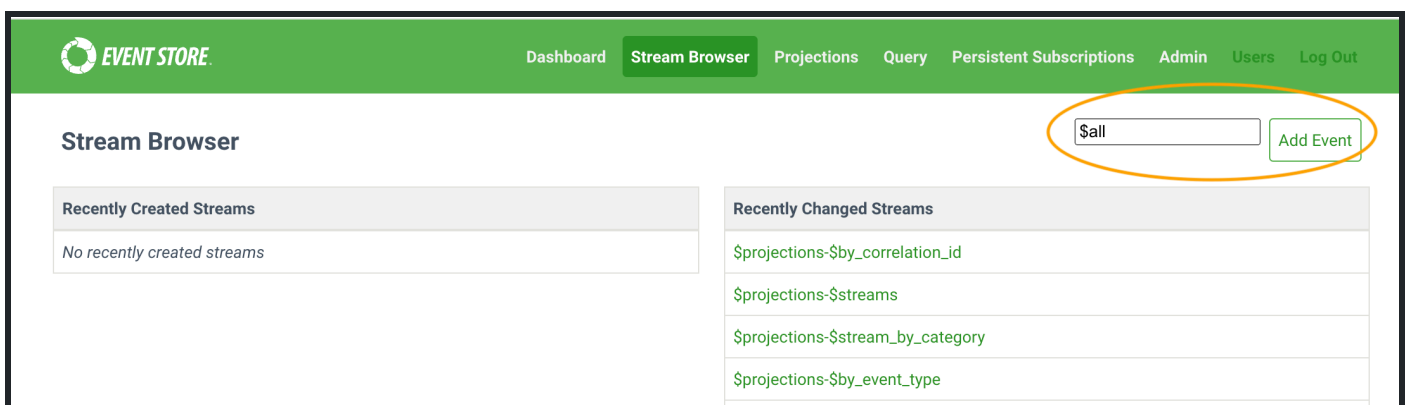 EVENT STORE.
Dashboard Stream Browser Projections Query Persistent Subscriptions Admin Users Log Out
Stream Browser
$all
Add Event
Recently Created Streams
No recently created streams
Recently Changed Streams
$projections-$by_correlation_id
$projections-$streams
$projections-$stream_by_category
$projections-$by_event_type